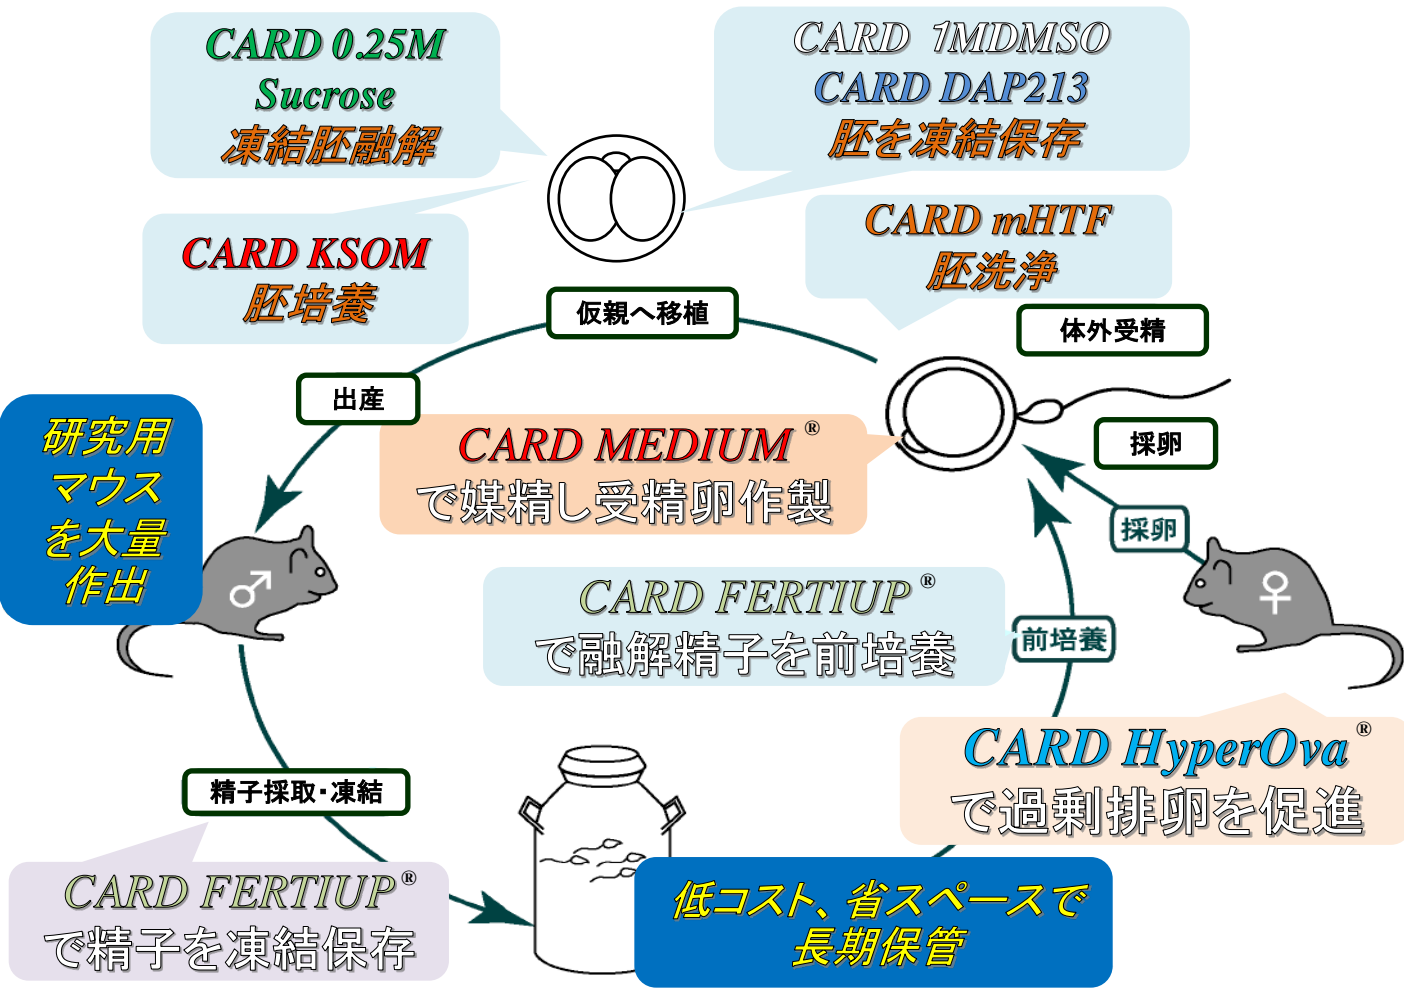 CARD 0.25M
Sucrose
凍結胚融解
CARD 1MDMSO
CARD DAP213
胚を凍結保存
CARD KSOM
胚培養
CARD mHTF
胚洗浄
仮親へ移植
体外受精
出産
採卵
研究用
マウス
を大量
作出
CARD MEDIUM®
で媒精し受精卵作製
採卵
♂
♀
CARD FERTIUP®
で融解精子を前培養
前培養
CARD HyperOva®
で過剰排卵を促進
精子採取・凍結
CARD FERTIUP®
で精子を凍結保存
低コスト、省スペースで
長期保管